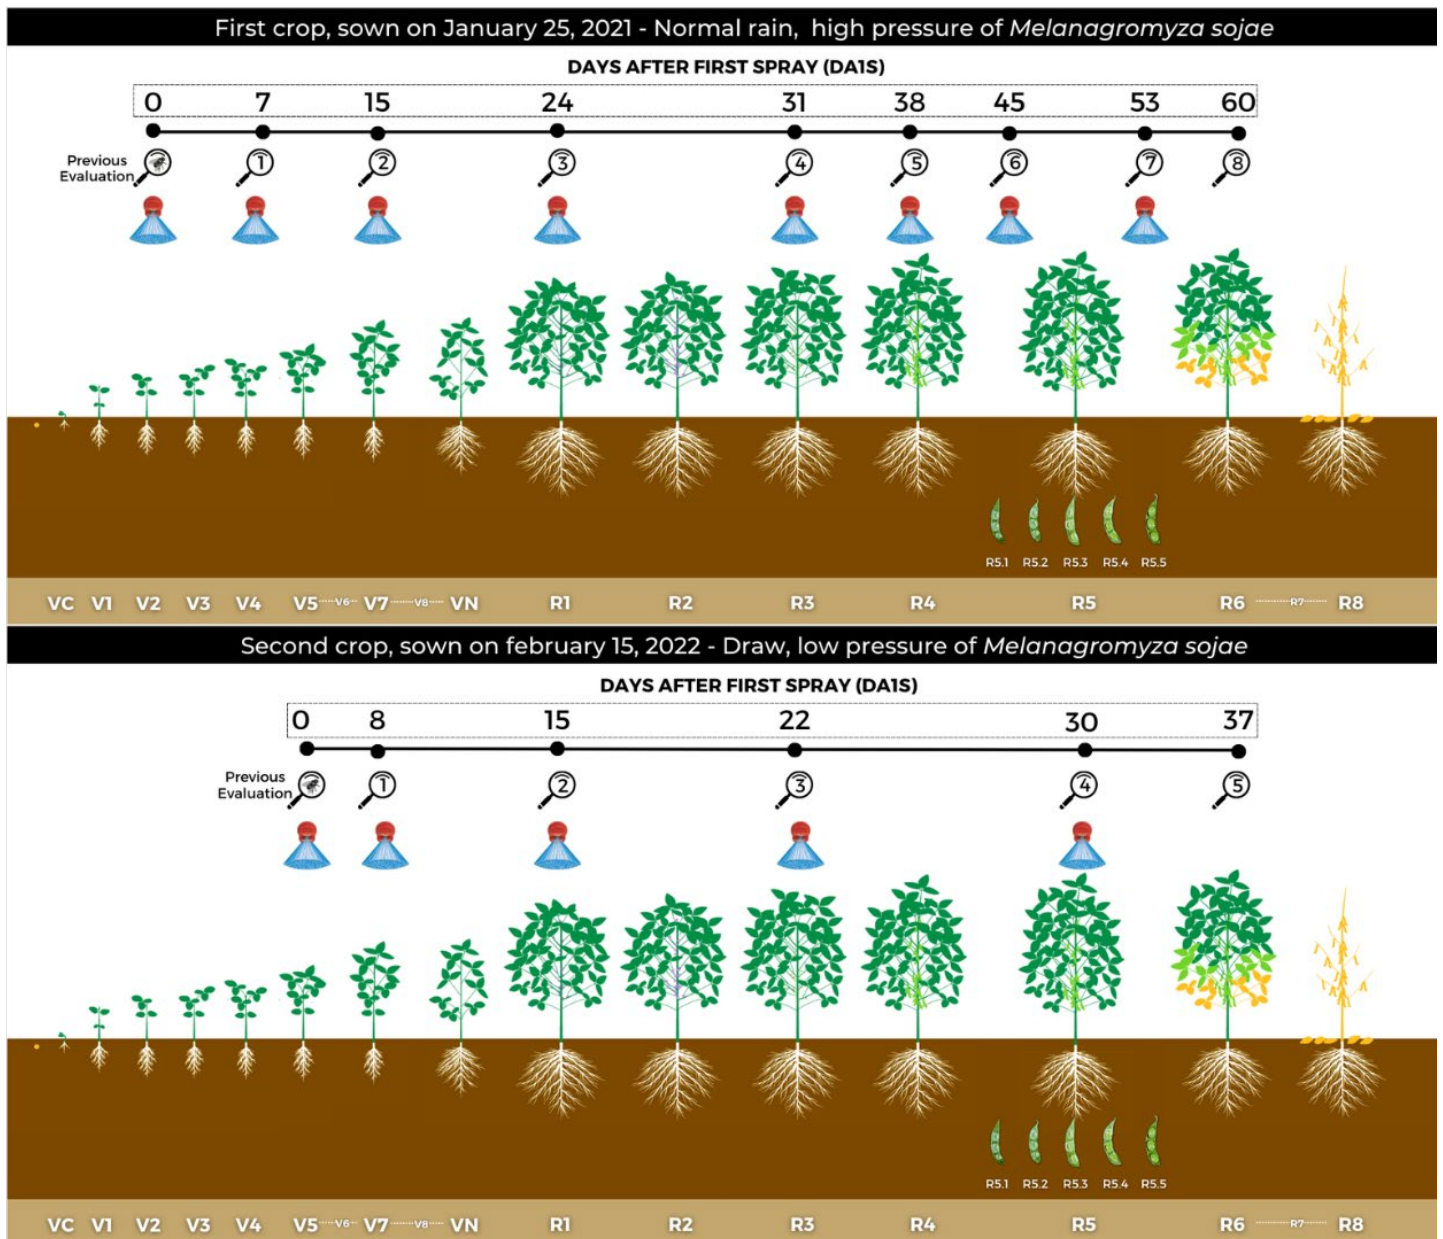 First crop, sown on January 25, 2021 - Normal rain, high pressure of Melanagromyza sojae
DAYS AFTER FIRST SPRAY (DA1S)
0 7 15 24 31 38 45 53 60
Previous
Evaluation
1 2 3 4 5 6 7 8
R5.1 R5.2 R5.3 R5.4 R5.5
VC V1 V2 V3 V4 V5 V6 V7 V8 VN R1 R2 R3 R4 R5 R6 R7 R8
Second crop, sown on february 15, 2022 - Draw, low pressure of Melanagromyza sojae
DAYS AFTER FIRST SPRAY (DA1S)
0 8 15 22 30 37
Previous
Evaluation
1 2 3 4 5
R5.1 R5.2 R5.3 R5.4 R5.5
VC V1 V2 V3 V4 V5 V6 V7 V8 VN R1 R2 R3 R4 R5 R6 R7 R8